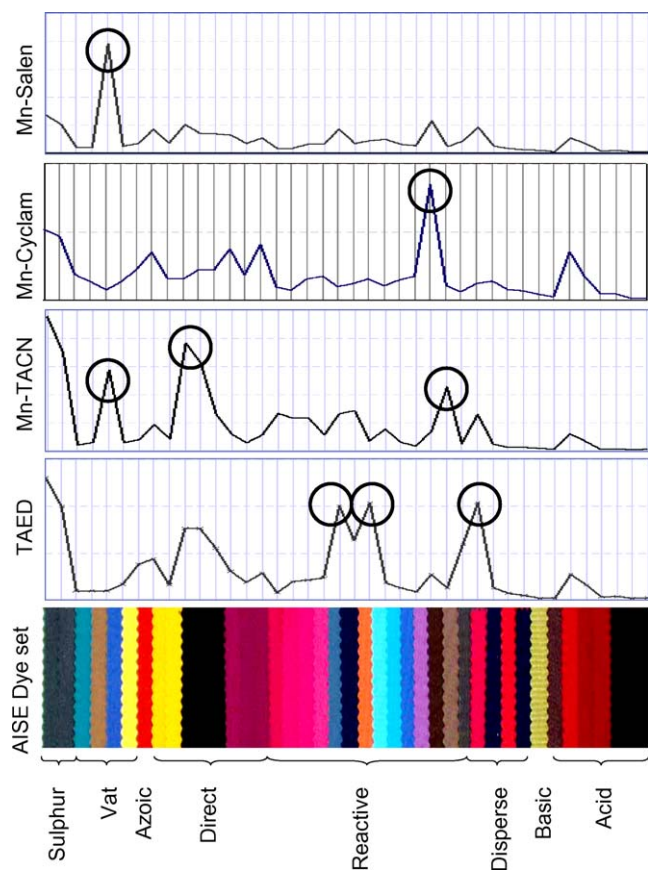 Mn-Salen
Mn-Cyclam
Mn-TACN
TAED
AISE Dye set
Sulphur
Vat
Azoic
Direct
Reactive
Disperse
Basic
Acid